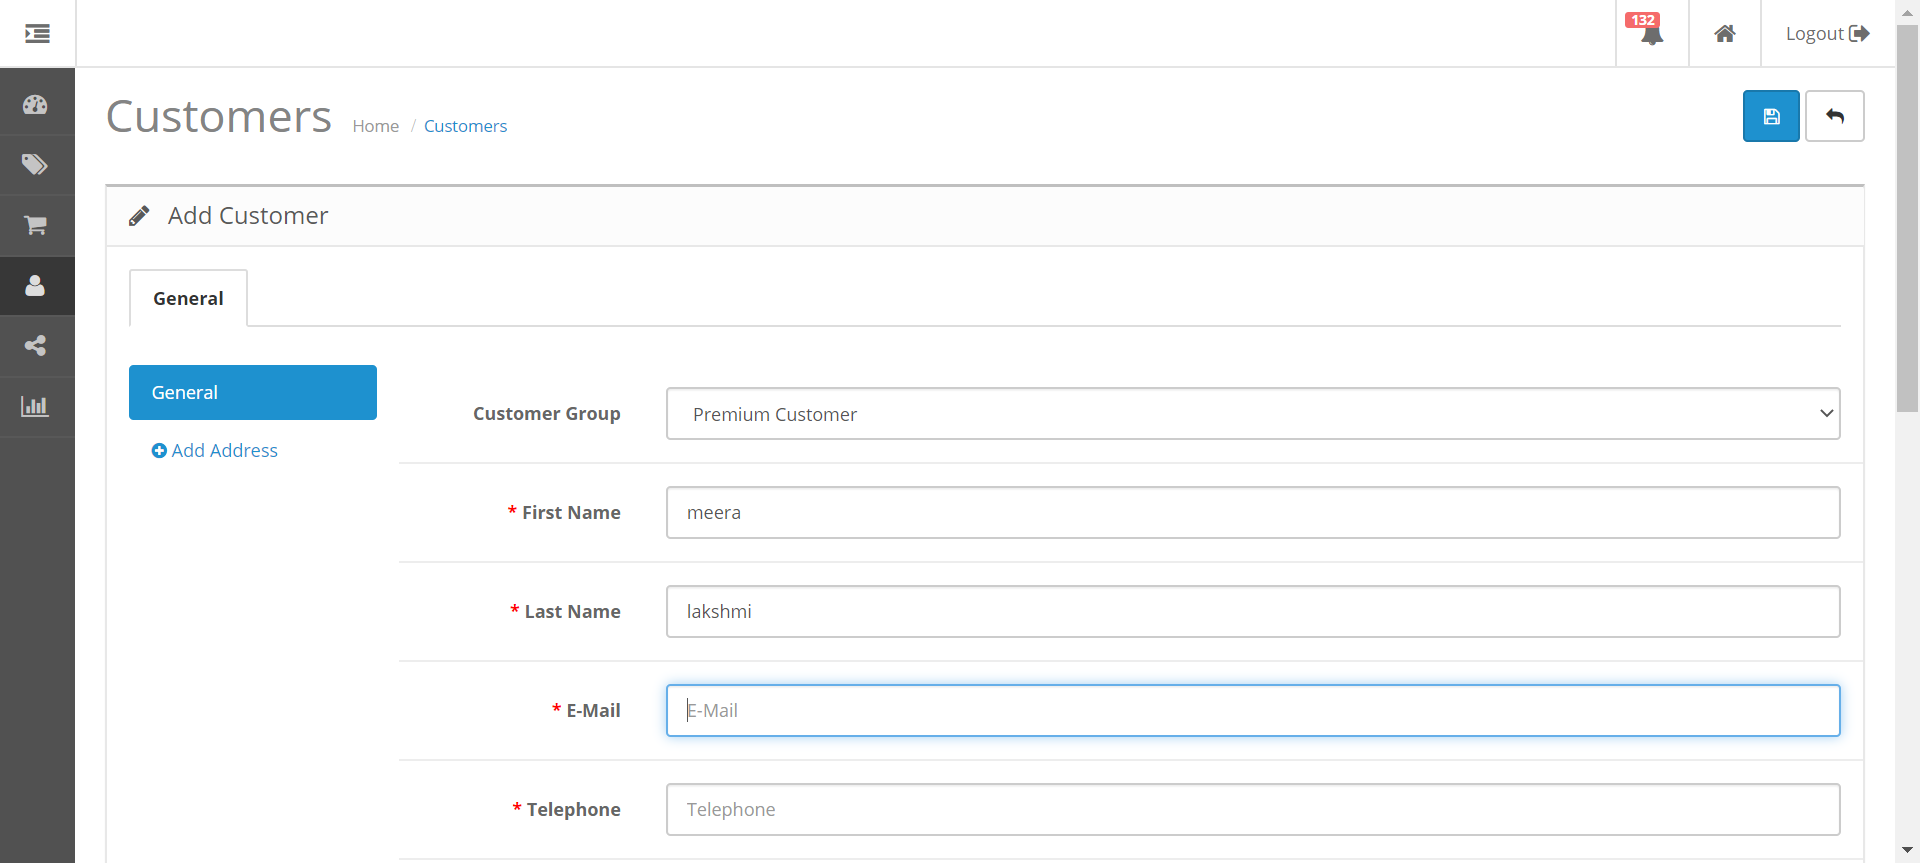 132
Logout
Customers Home / Customers
Add Customer
General
General
Add Address
Customer Group Premium Customer
* First Name meera
* Last Name lakshmi
* E-Mail E-Mail
* Telephone Telephone